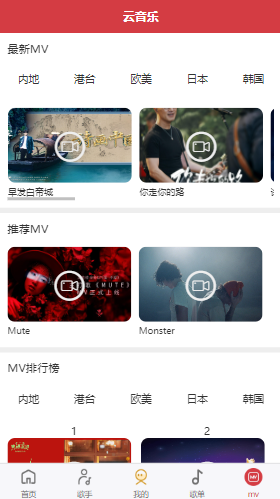 云音乐
最新MV
内地 港台 欧美 日本 韩国
早发白帝城 你走你的路
推荐MV
Mute Monster
MV排行榜
内地 港台 欧美 日本 韩国
1 2
首页 歌手 我的 歌单 mv